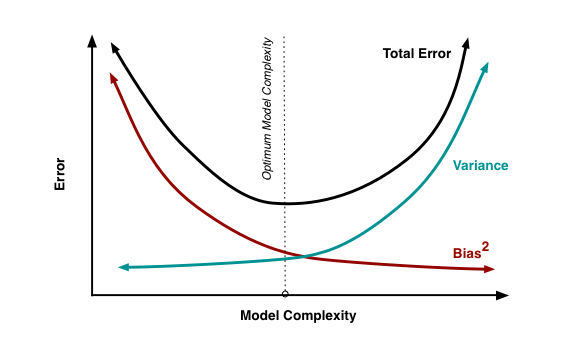 Total Error
Optimum Model Complexity
Variance
Error
Bias²
Model Complexity